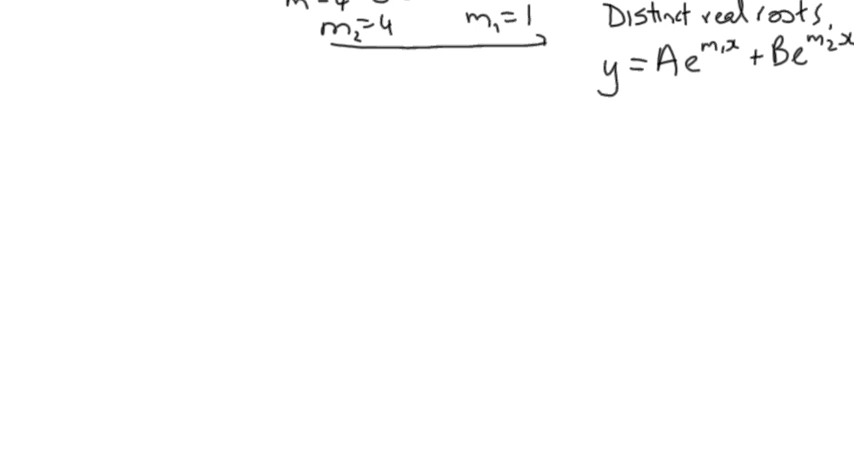 m₂=4 m₁=1 Distinct real roots.
y = Ae^{m₁x} + Be^{m₂x}